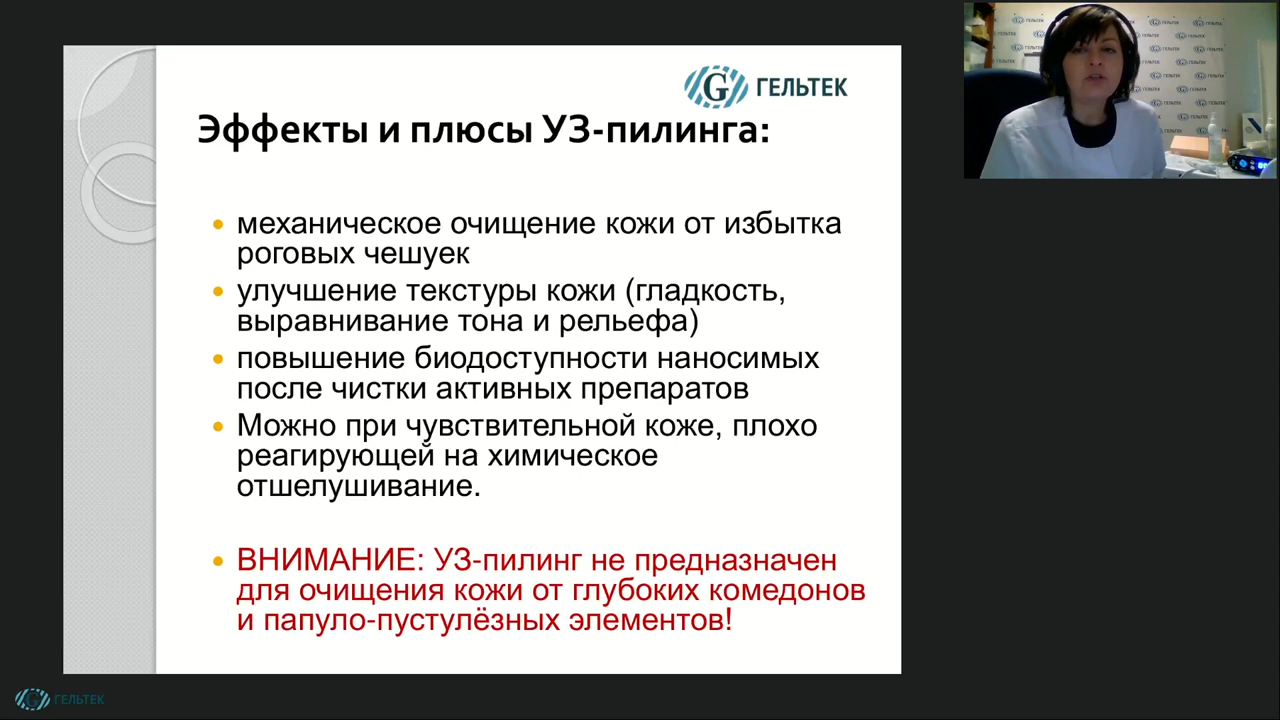 ГЕЛЬТЕК
Эффекты и плюсы УЗ-пилинга:
механическое очищение кожи от избытка
роговых чешуек
улучшение текстуры кожи (гладкость,
выравнивание тона и рельефа)
повышение биодоступности наносимых
после чистки активных препаратов
Можно при чувствительной коже, плохо
реагирующей на химическое
отшелушивание.
ВНИМАНИЕ: УЗ-пилинг не предназначен
для очищения кожи от глубоких комедонов
и папуло-пустулёзных элементов!
ГЕЛЬТЕК